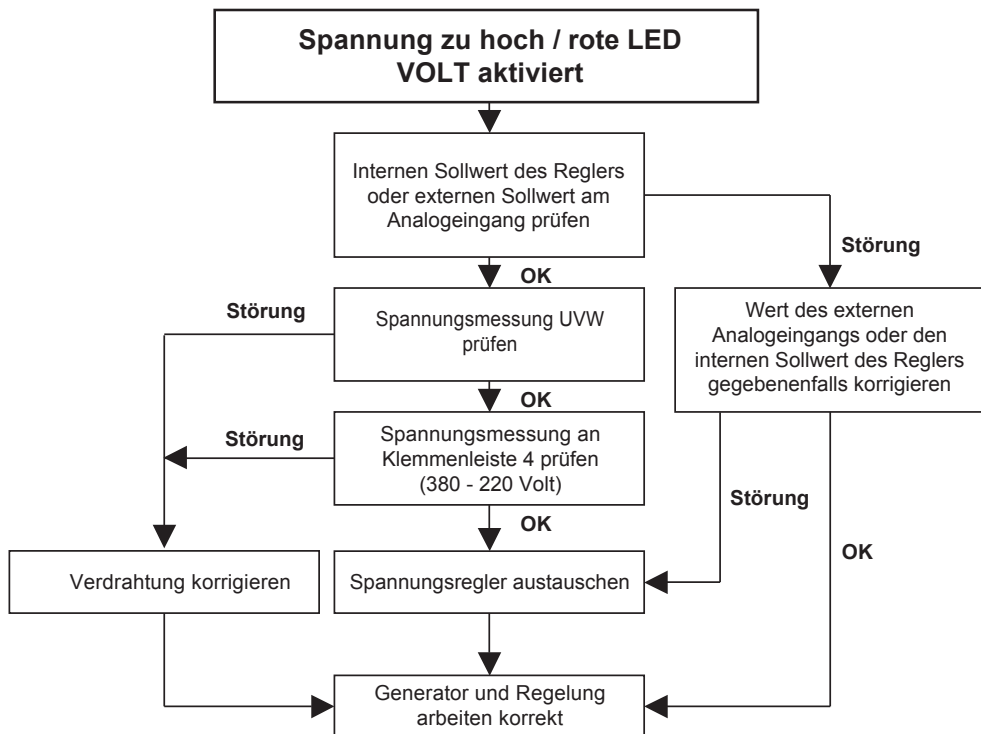 Spannung zu hoch / rote LED
VOLT aktiviert
Internen Sollwert des Reglers
oder externen Sollwert am
Analogeingang prüfen
Störung
OK
Störung
Spannungsmessung UVW
prüfen
Wert des externen
Analogeingangs oder den
internen Sollwert des Reglers
gegebenenfalls korrigieren
OK
Störung
Spannungsmessung an
Klemmenleiste 4 prüfen
(380 - 220 Volt)
Störung
OK
OK
Verdrahtung korrigieren
Spannungsregler austauschen
Generator und Regelung
arbeiten korrekt